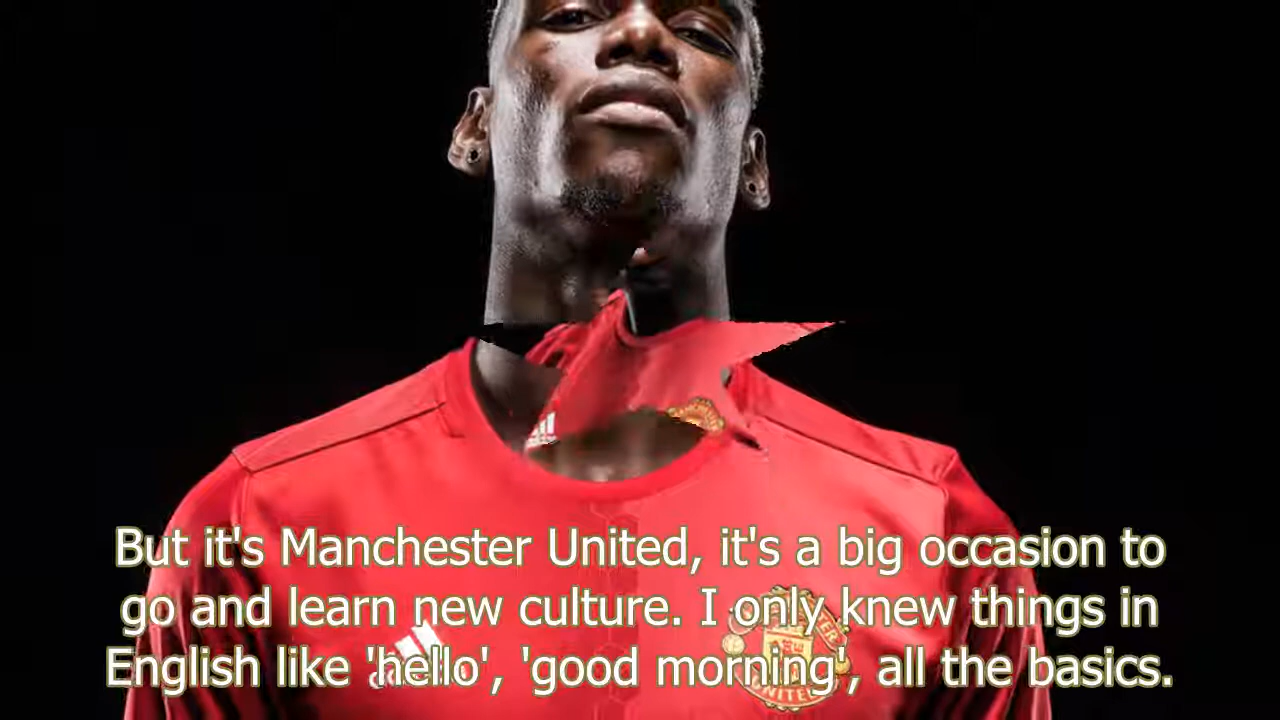 But it's Manchester United, it's a big occasion to
go and learn new culture. I only knew things in
English like 'hello', 'good morning', all the basics.
UNITED